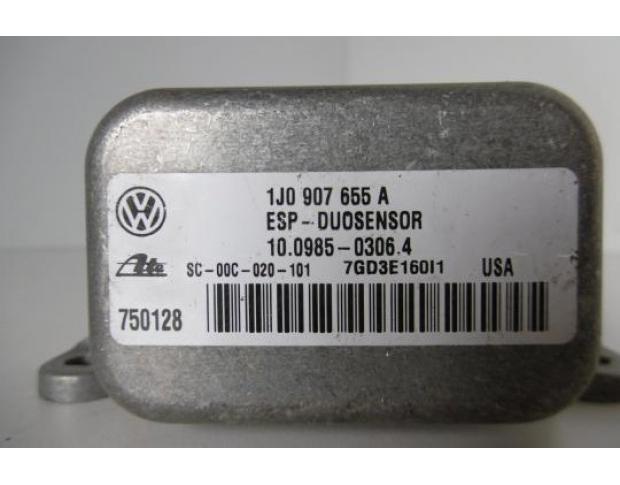 1J0 907 655 A
ESP-DUOSENSOR
10.0985-0306.4
Ate SC-00C-020-101 7GD3E160I1 USA
750128